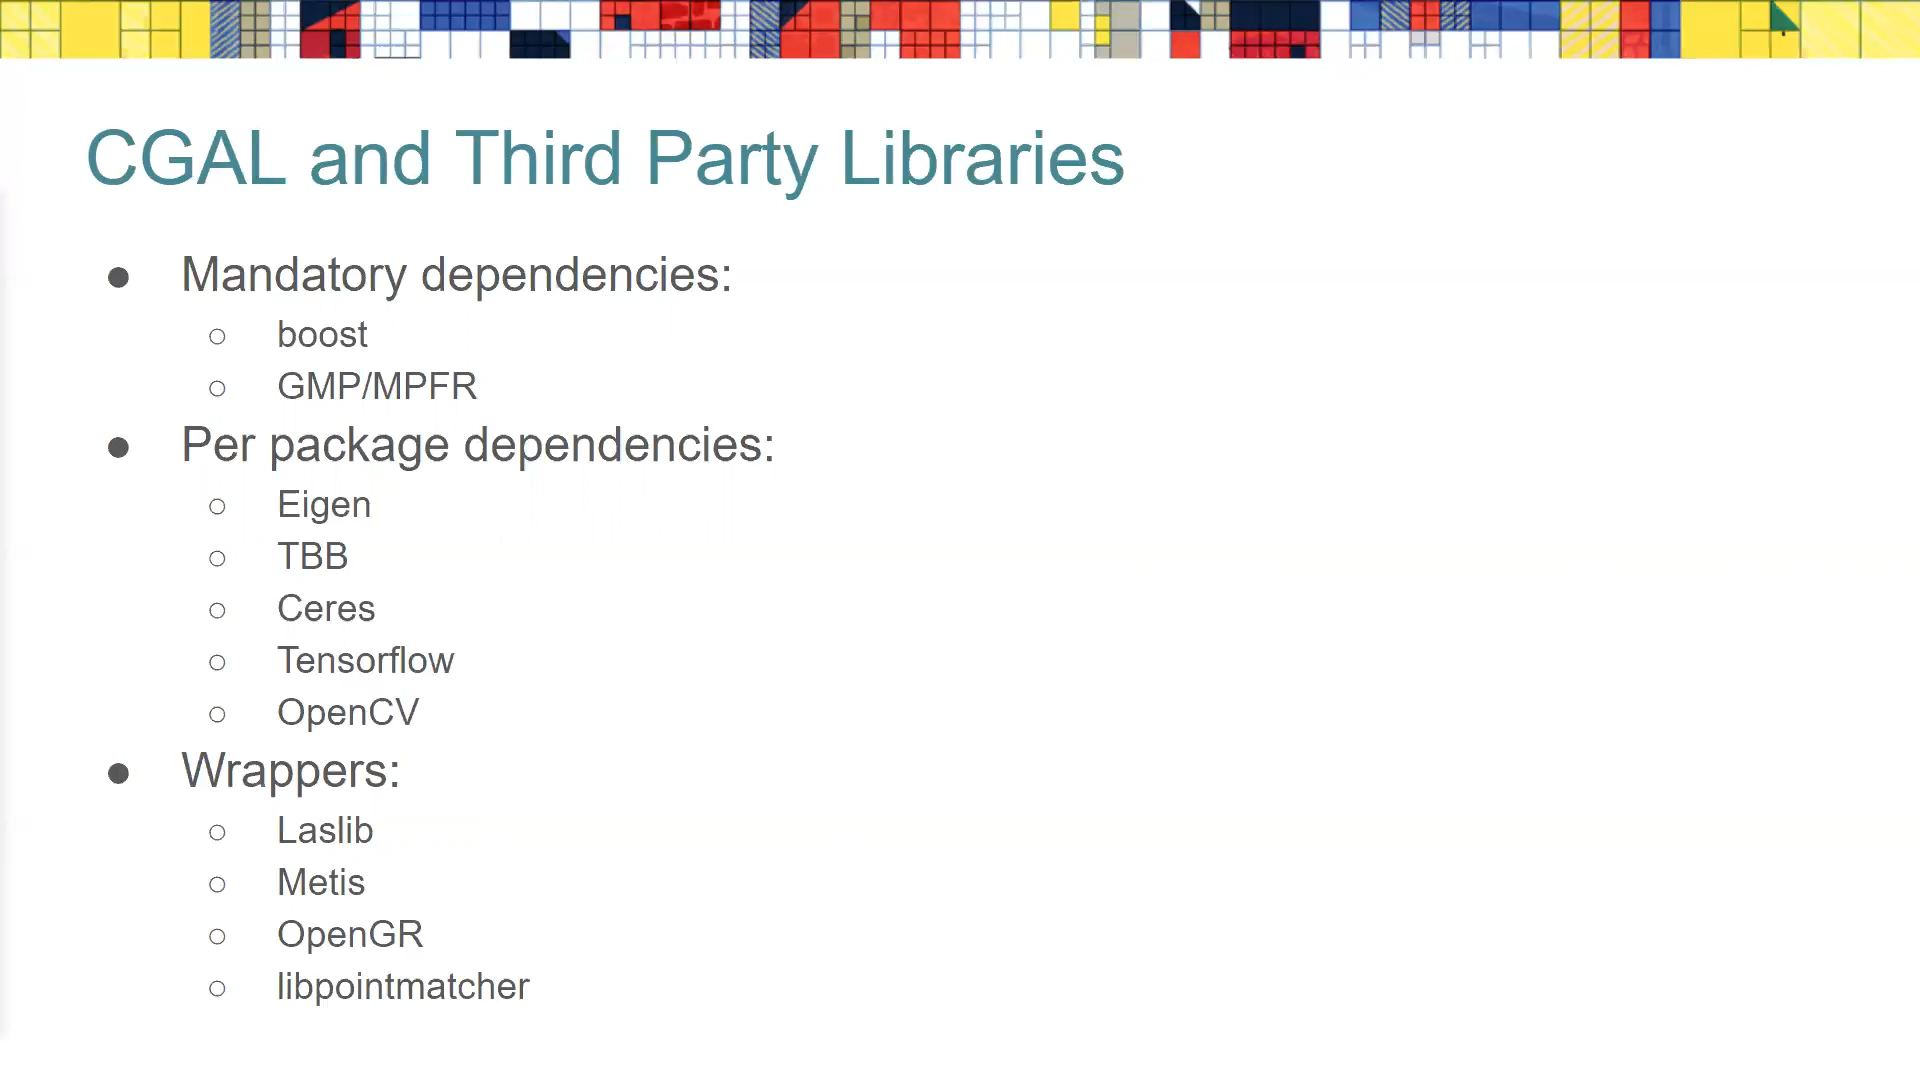 CGAL and Third Party Libraries
● Mandatory dependencies:
○ boost
○ GMP/MPFR
● Per package dependencies:
○ Eigen
○ TBB
○ Ceres
○ Tensorflow
○ OpenCV
● Wrappers:
○ Laslib
○ Metis
○ OpenGR
○ libpointmatcher